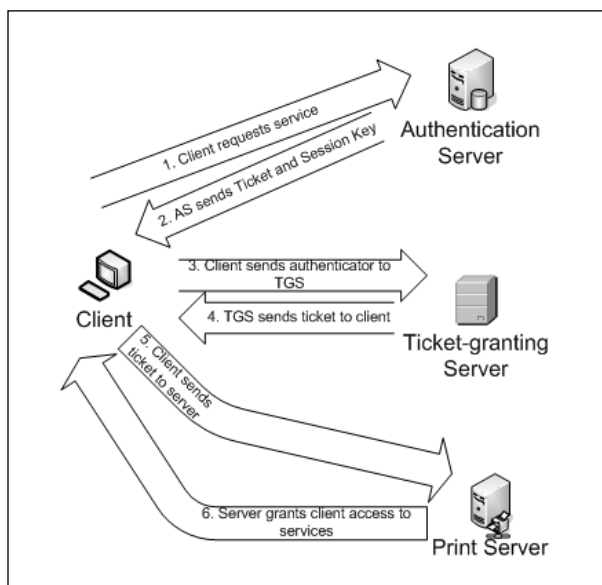 Authentication
Server
1. Client requests service
2. AS sends Ticket and Session Key
3. Client sends authenticator to
TGS
4. TGS sends ticket to client
Client
Ticket-granting
Server
5. Client sends
ticket to server
6. Server grants client access to
services
Print Server